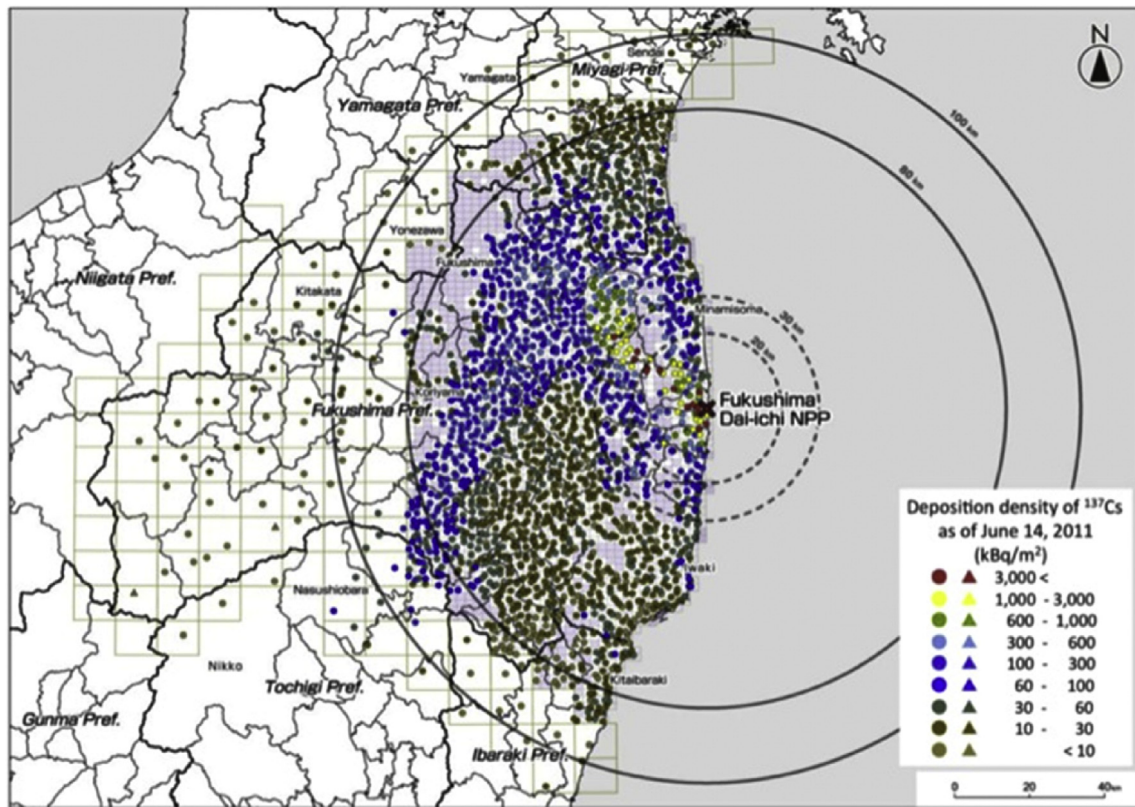 N
Sendai
Miyagi Pref.
Yamagata
Yamagata Pref.
100 km
80 km
Yonezawa
Fukushima
Niigata Pref.
Kitakata
Minamisoma
30 km
20 km
Koriyama
Fukushima Pref.
Fukushima
Dai-ichi NPP
Iwaki
Nasushiobara
Nikko
Kitaibaraki
Tochigi Pref.
Gunma Pref.
Ibaraki Pref.
Deposition density of ¹³⁷Cs
as of June 14, 2011
(kBq/m²)
3,000 <
1,000 - 3,000
600 - 1,000
300 - 600
100 - 300
60 - 100
30 - 60
10 - 30
< 10
0 20 40km